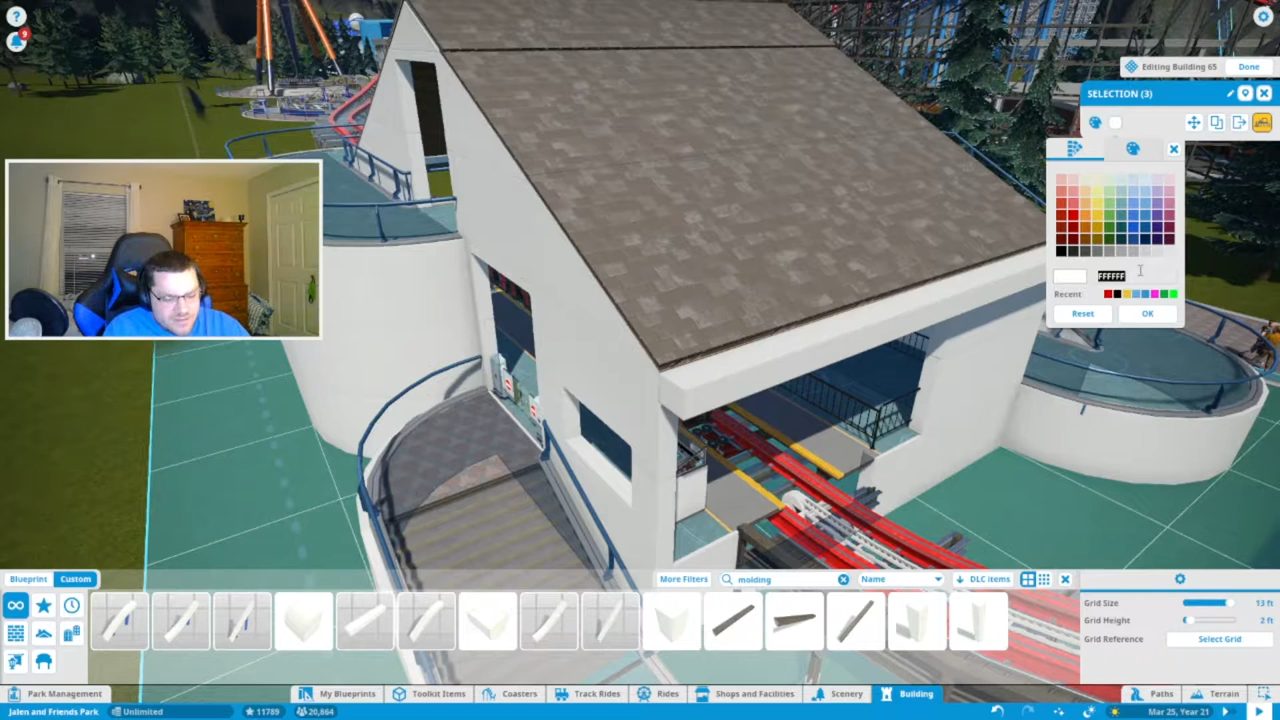 ?
9
Editing Building 65 Done
SELECTION (3)
FFFFFF
Recent:
Reset OK
Blueprint Custom More Filters molding Name DLC Items
Grid Size 13 ft
Grid Height 2 ft
Grid Reference Select Grid
Park Management My Blueprints Toolkit Items Coasters Track Rides Rides Shops and Facilities Scenery Building Paths Terrain
Jalen and Friends Park Unlimited 11789 20,864 Mar 25, Year 21